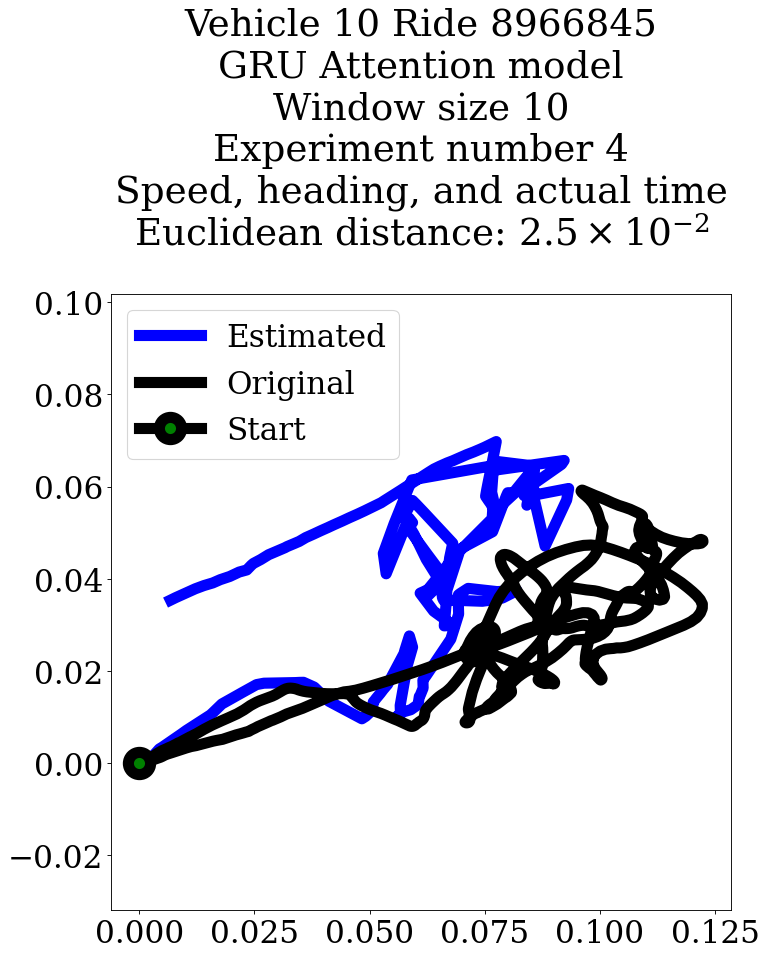 Vehicle 10 Ride 8966845
GRU Attention model
Window size 10
Experiment number 4
Speed, heading, and actual time
Euclidean distance: 2.5 × 10⁻²
0.10
0.08
0.06
0.04
0.02
0.00
−0.02
Estimated
Original
Start
0.000 0.025 0.050 0.075 0.100 0.125